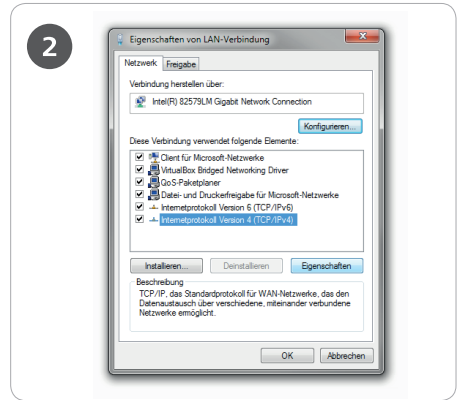 2
Eigenschaften von LAN-Verbindung
Netzwerk Freigabe
Verbindung herstellen über:
Intel(R) 82579LM Gigabit Network Connection
Konfigurieren...
Diese Verbindung verwendet folgende Elemente:
Client für Microsoft-Netzwerke
VirtualBox Bridged Networking Driver
QoS-Paketplaner
Datei- und Druckerfreigabe für Microsoft-Netzwerke
Internetprotokoll Version 6 (TCP/IPv6)
Internetprotokoll Version 4 (TCP/IPv4)
Installieren... Deinstallieren Eigenschaften
Beschreibung
TCP/IP, das Standardprotokoll für WAN-Netzwerke, das den
Datenaustausch über verschiedene, miteinander verbundene
Netzwerke ermöglicht.
OK Abbrechen